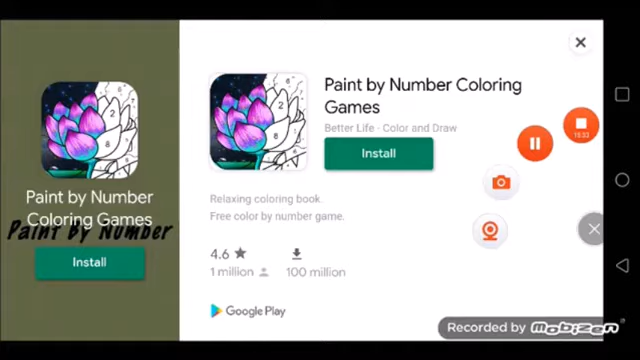 Paint by Number
Coloring Games
Paint by Number
Install
Paint by Number Coloring
Games
Better Life - Color and Draw
Install
Relaxing coloring book.
Free color by number game.
4.6 ★
1 million
100 million
Google Play
15:33
Recorded by Mobizen